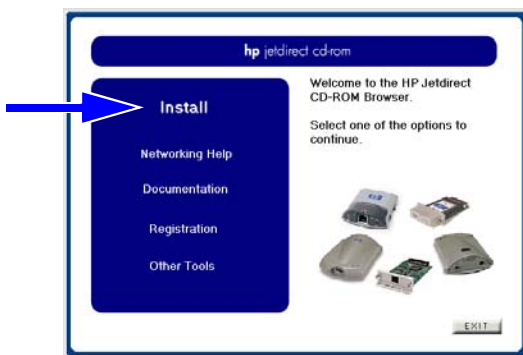 hp jetdirect cd-rom
Install
Networking Help
Documentation
Registration
Other Tools
Welcome to the HP Jetdirect
CD-ROM Browser.
Select one of the options to
continue.
EXIT